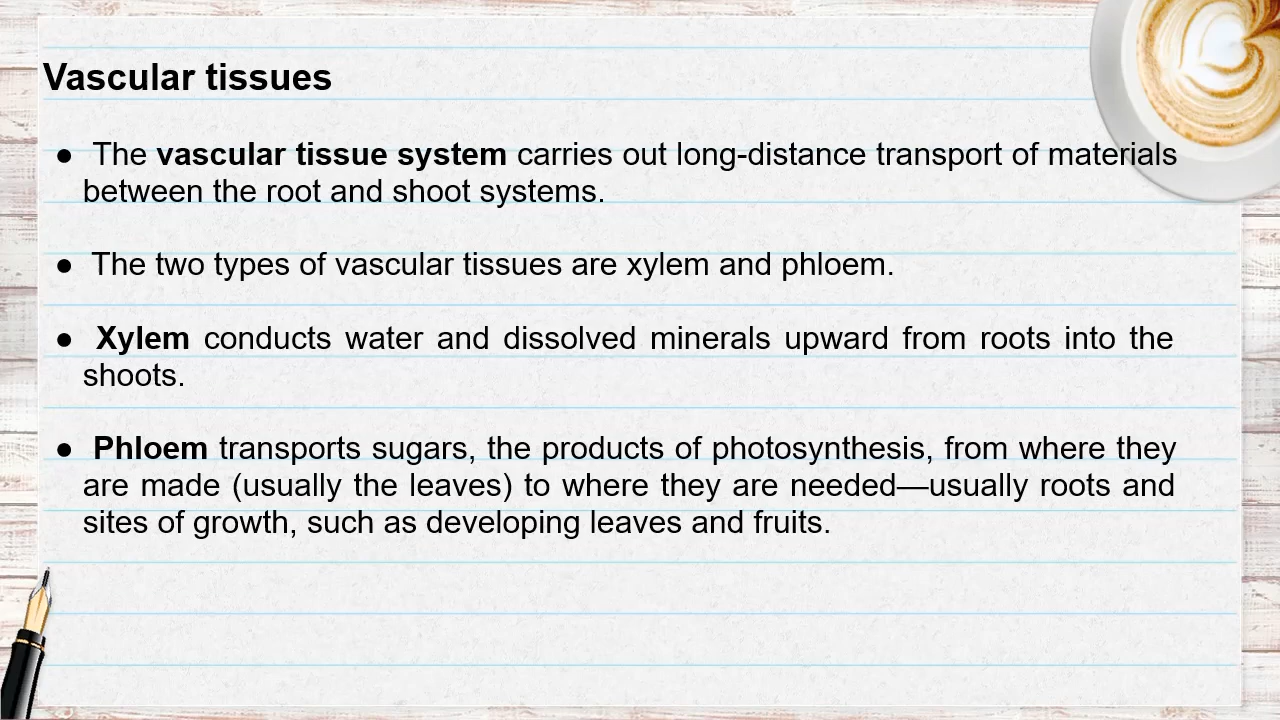 Vascular tissues
● The vascular tissue system carries out long-distance transport of materials
between the root and shoot systems.
● The two types of vascular tissues are xylem and phloem.
● Xylem conducts water and dissolved minerals upward from roots into the
shoots.
● Phloem transports sugars, the products of photosynthesis, from where they
are made (usually the leaves) to where they are needed—usually roots and
sites of growth, such as developing leaves and fruits.